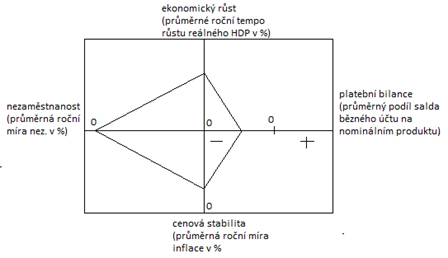 ekonomický růst
(průměrné roční tempo
růstu reálného HDP v %)
nezaměstnanost
(průměrná roční
míra nez. v %)
platební bilance
(průměrný podíl salda
bězného účtu na
nominálním produktu)
0
0
0
—
+
0
cenová stabilita
(průměrná roční míra
inflace v %